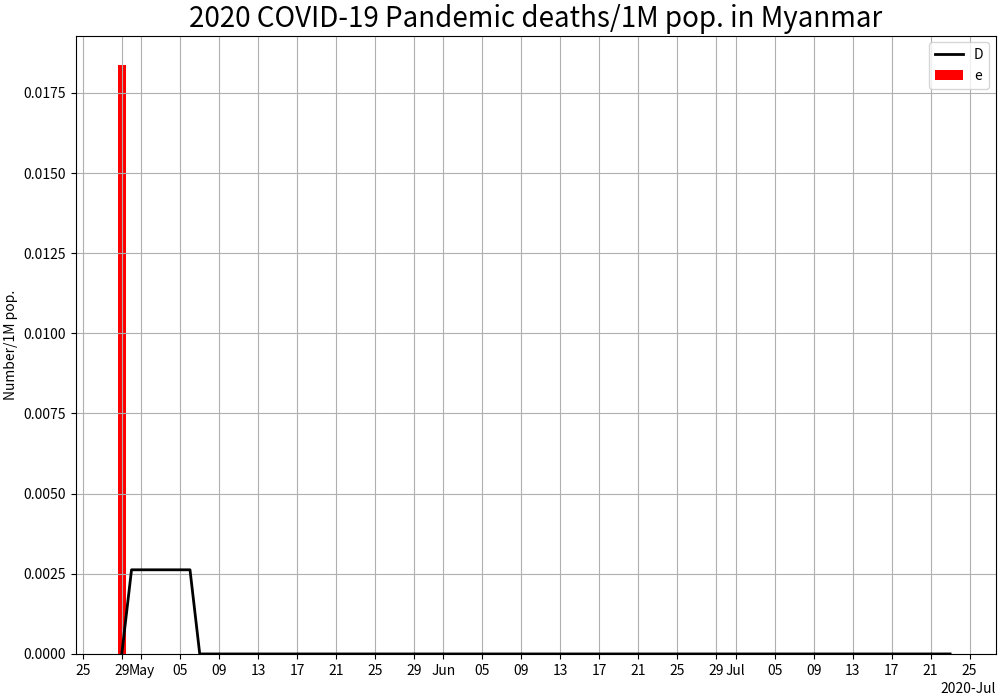 2020 COVID-19 Pandemic deaths/1M pop. in Myanmar
D
e
Number/1M pop.
0.0175
0.0150
0.0125
0.0100
0.0075
0.0050
0.0025
0.0000
25 29 May 05 09 13 17 21 25 29 Jun 05 09 13 17 21 25 29 Jul 05 09 13 17 21 25
2020-Jul